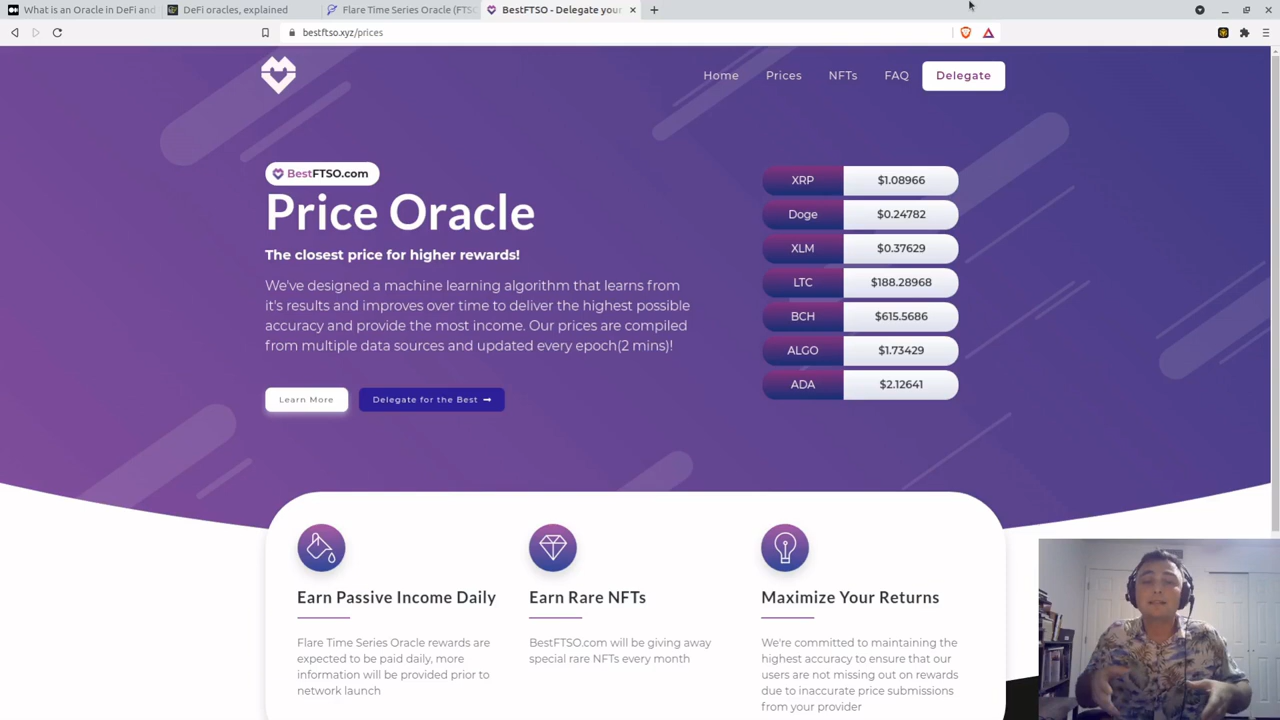 What is an Oracle in DeFi and
DeFi oracles, explained
Flare Time Series Oracle (FTSO
BestFTSO - Delegate your
bestftso.xyz/prices
Home
Prices
NFTs
FAQ
Delegate
BestFTSO.com
Price Oracle
The closest price for higher rewards!
We've designed a machine learning algorithm that learns from
it's results and improves over time to deliver the highest possible
accuracy and provide the most income. Our prices are compiled
from multiple data sources and updated every epoch(2 mins)!
Learn More
Delegate for the Best
XRP $1.08966
Doge $0.24782
XLM $0.37629
LTC $188.28968
BCH $615.5686
ALGO $1.73429
ADA $2.12641
Earn Passive Income Daily
Flare Time Series Oracle rewards are
expected to be paid daily, more
information will be provided prior to
network launch
Earn Rare NFTs
BestFTSO.com will be giving away
special rare NFTs every month
Maximize Your Returns
We're committed to maintaining the
highest accuracy to ensure that our
users are not missing out on rewards
due to inaccurate price submissions
from your provider